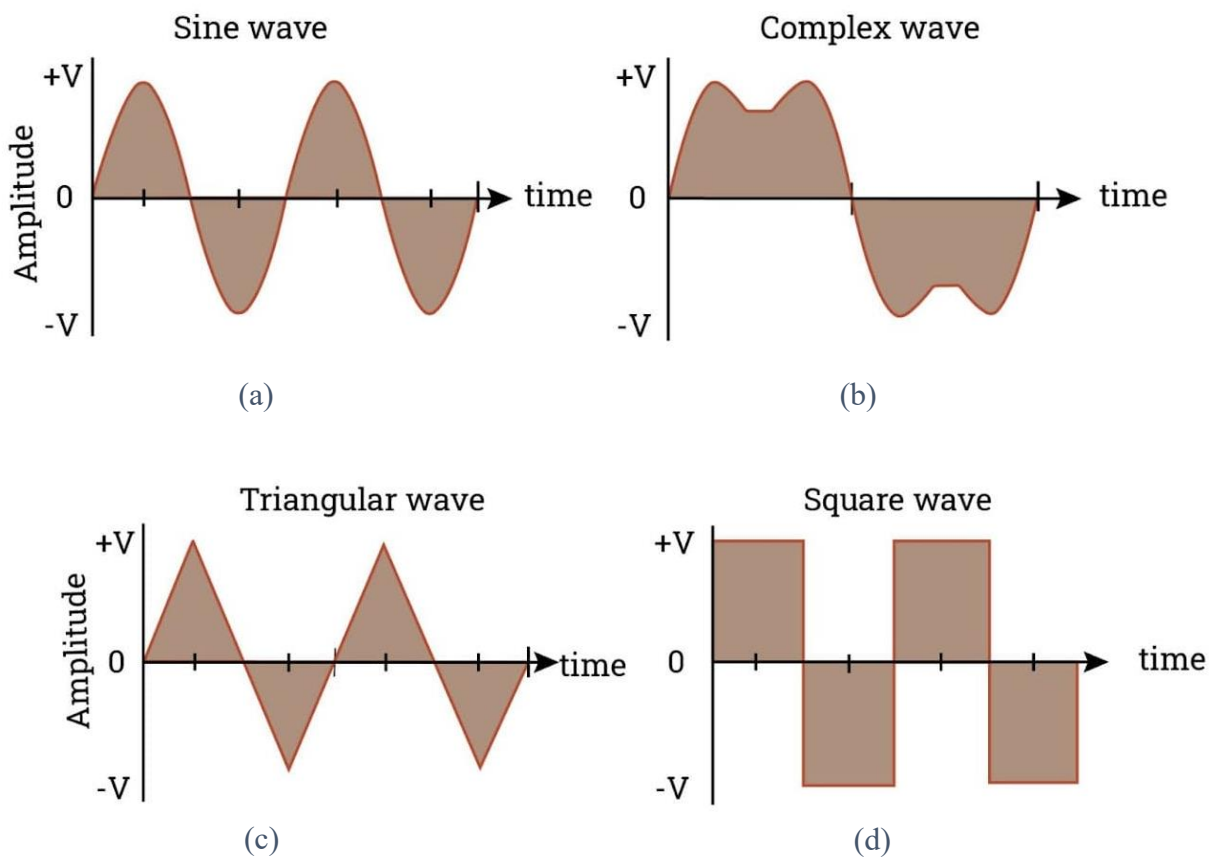 Sine wave
Complex wave
+V
+V
Amplitude
0
time
0
time
-V
-V
(a)
(b)
Triangular wave
Square wave
+V
+V
Amplitude
0
time
0
time
-V
-V
(c)
(d)